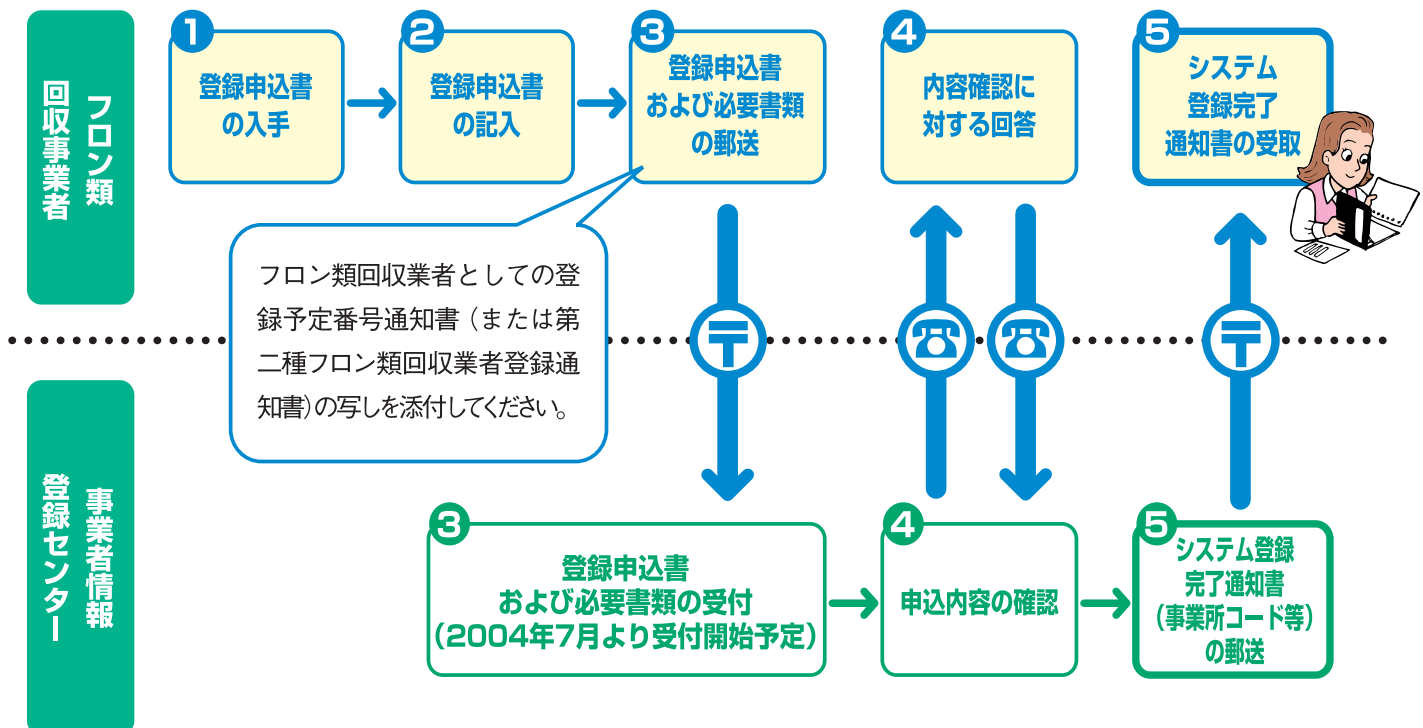 フロン類
回収事業者
1
登録申込書
の入手
2
登録申込書
の記入
3
登録申込書
および必要書類
の郵送
4
内容確認に
対する回答
5
システム
登録完了
通知書の受取
フロン類回収業者としての登
録予定番号通知書（または第
二種フロン類回収業者登録通
知書）の写しを添付してください。
〒
〒
事業者情報
登録センター
3
登録申込書
および必要書類の受付
（2004年7月より受付開始予定）
4
申込内容の確認
5
システム登録
完了通知書
（事業所コード等）
の郵送